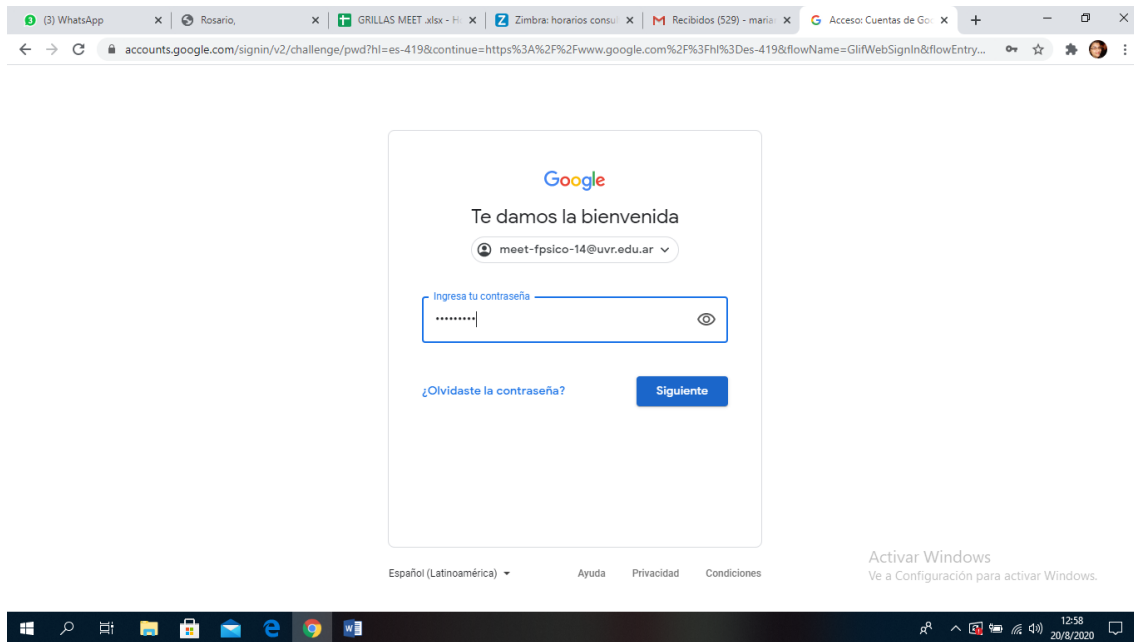 3 (3) WhatsApp
Rosario,
GRILLAS MEET .xlsx - H
Z Zimbra: horarios consul
M Recibidos (529) - maria
G Acceso: Cuentas de Goo
accounts.google.com/signin/v2/challenge/pwd?hl=es-419&continue=https%3A%2F%2Fwww.google.com%2F%3Fhl%3Des-419&flowName=GlifWebSignIn&flowEntry...
Google
Te damos la bienvenida
meet-fpsico-14@uvr.edu.ar
Ingresa tu contraseña
•••••••••
¿Olvidaste la contraseña?
Siguiente
Español (Latinoamérica)
Ayuda
Privacidad
Condiciones
Activar Windows
Ve a Configuración para activar Windows.
12:58
20/8/2020